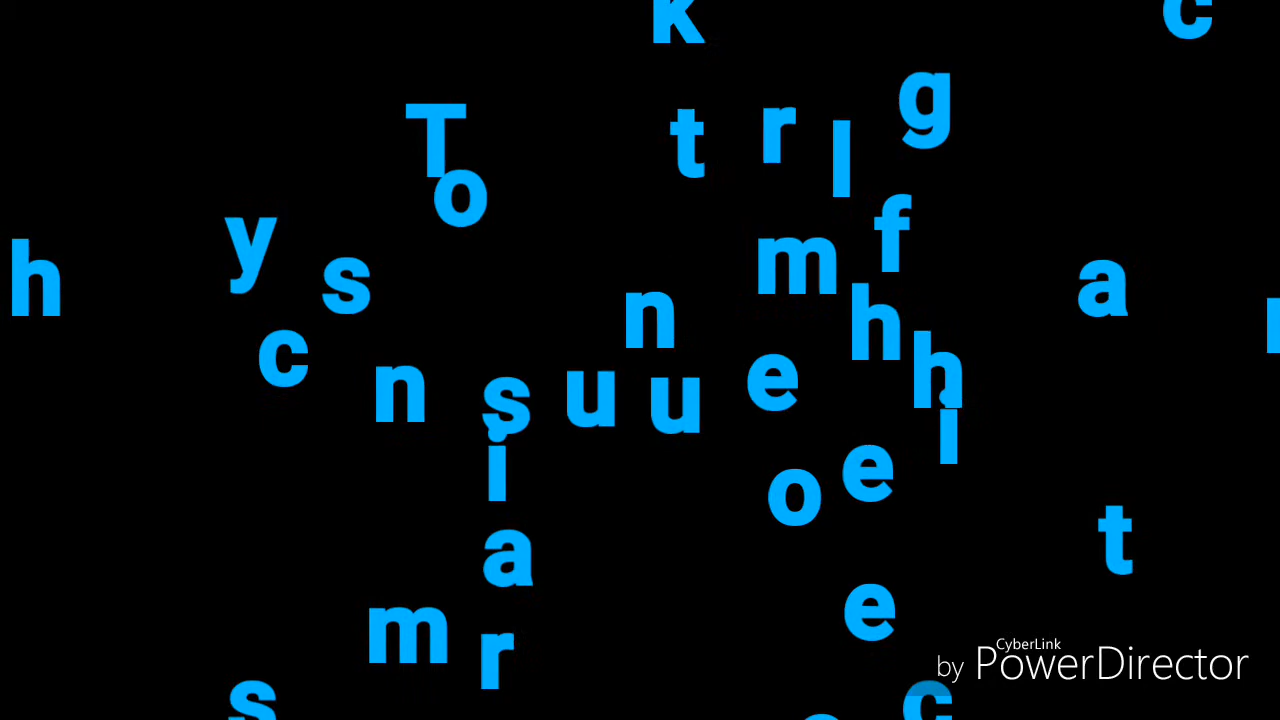 k c
T t r l g
o
y f
h s m a
n h
c n s u u e h
i i
o e
t
a
e
m r
s c
CyberLink
by PowerDirector